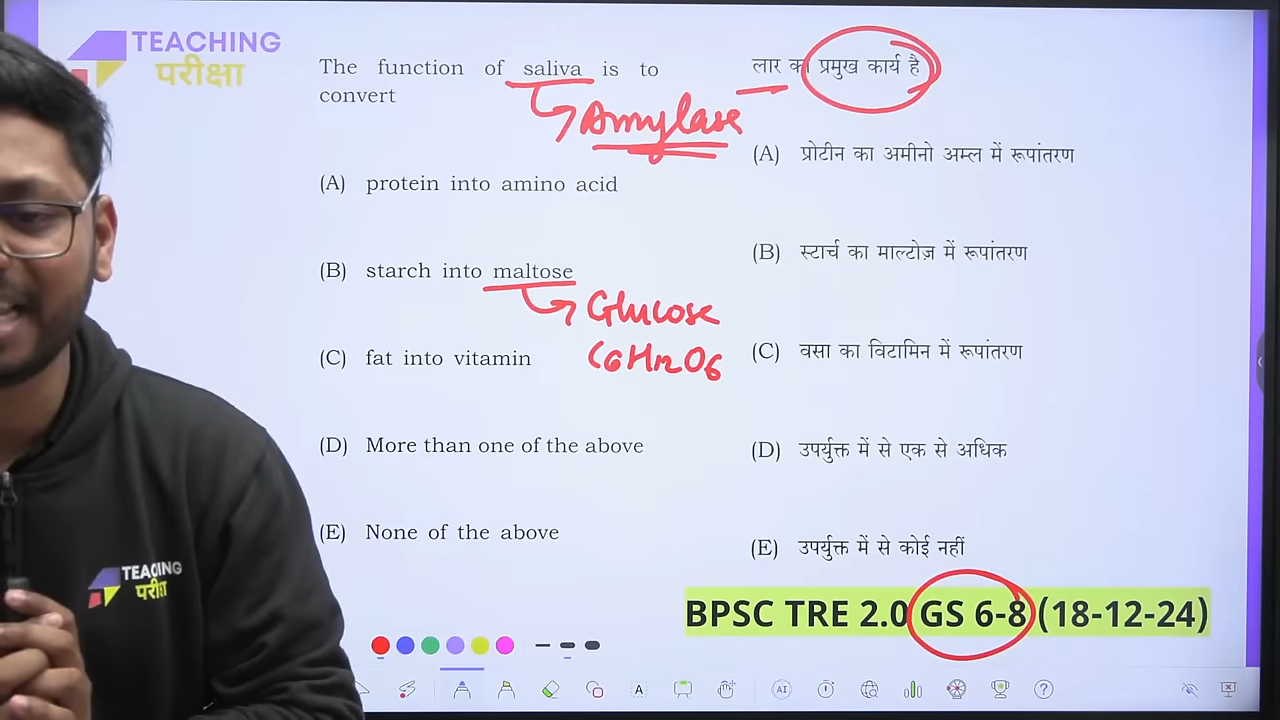 TEACHING
परीक्षा
The function of saliva is to
convert
Amylase
(A) protein into amino acid
(B) starch into maltose
Glucose
C6H12O6
(C) fat into vitamin
(D) More than one of the above
(E) None of the above
लार का प्रमुख कार्य है
(A) प्रोटीन का अमीनो अम्ल में रूपांतरण
(B) स्टार्च का माल्टोज़ में रूपांतरण
(C) वसा का विटामिन में रूपांतरण
(D) उपर्युक्त में से एक से अधिक
(E) उपर्युक्त में से कोई नहीं
BPSC TRE 2.0 GS 6-8 (18-12-24)
TEACHING
परीक्षा
A
AI
?